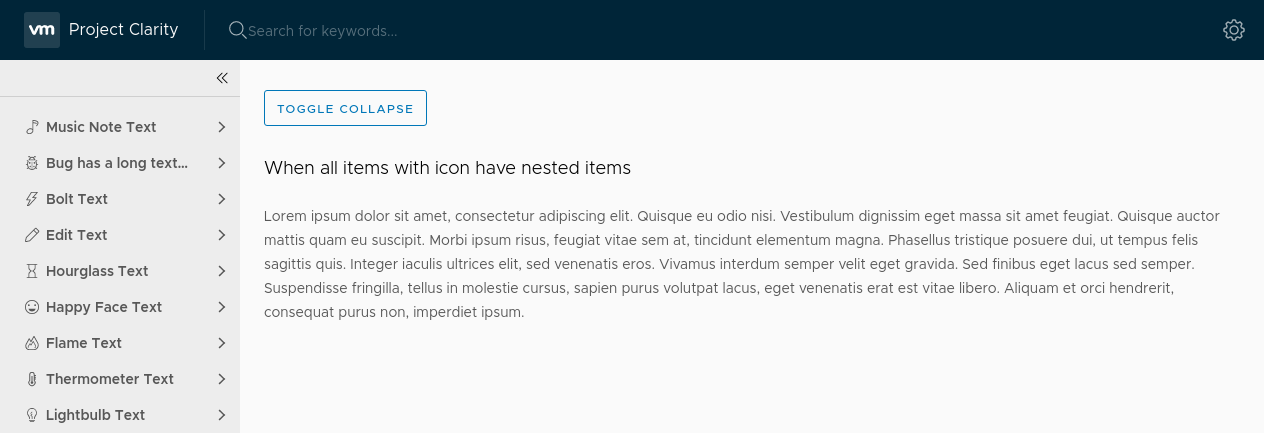 vm Project Clarity Search for keywords...
TOGGLE COLLAPSE
Music Note Text
Bug has a long text...
Bolt Text
Edit Text
Hourglass Text
Happy Face Text
Flame Text
Thermometer Text
Lightbulb Text
When all items with icon have nested items
Lorem ipsum dolor sit amet, consectetur adipiscing elit. Quisque eu odio nisi. Vestibulum dignissim eget massa sit amet feugiat. Quisque auctor
mattis quam eu suscipit. Morbi ipsum risus, feugiat vitae sem at, tincidunt elementum magna. Phasellus tristique posuere dui, ut tempus felis
sagittis quis. Integer iaculis ultrices elit, sed venenatis eros. Vivamus interdum semper velit eget gravida. Sed finibus eget lacus sed semper.
Suspendisse fringilla, tellus in molestie cursus, sapien purus volutpat lacus, eget venenatis erat est vitae libero. Aliquam et orci hendrerit,
consequat purus non, imperdiet ipsum.